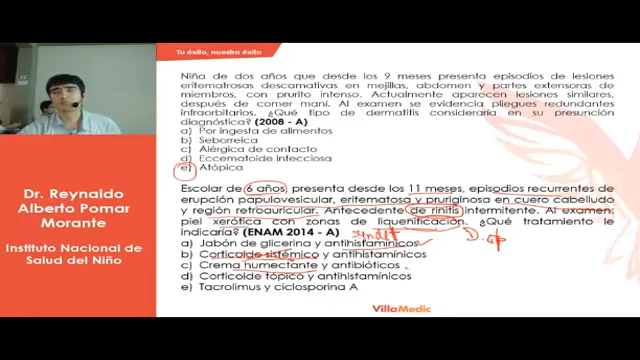 Tu éxito, nuestro éxito
Niña de dos años que desde los 9 meses presenta episodios de lesiones
eritematosas descamativas en mejillas, abdomen y partes extensoras de
miembros, con prurito intenso. Actualmente aparecen lesiones similares,
después de comer maní. Al examen se evidencia pliegues redundantes
infraorbitarios. ¿Qué tipo de dermatitis consideraría en su presunción
diagnóstica? (2008 - A)
a) Por ingesta de alimentos
b) Seborreica
c) Alérgica de contacto
d) Eccematoide infecciosa
e) Atópica
Dr. Reynaldo
Alberto Pomar
Morante
Instituto Nacional de
Salud del Niño
Escolar de 6 años, presenta desde los 11 meses, episodios recurrentes de
erupción papulovesicular, eritematosa y pruriginosa en cuero cabelludo
y región retroauricular. Antecedente de rinitis intermitente. Al examen:
piel xerótica con zonas de liquenificación. ¿Qué tratamiento le
indicaría? (ENAM 2014 - A)
a) Jabón de glicerina y antihistamínicos
b) Corticoide sistémico y antihistamínicos
c) Crema humectante y antibióticos
d) Corticoide tópico y antihistamínicos
e) Tacrolimus y ciclosporina A
VillaMedic